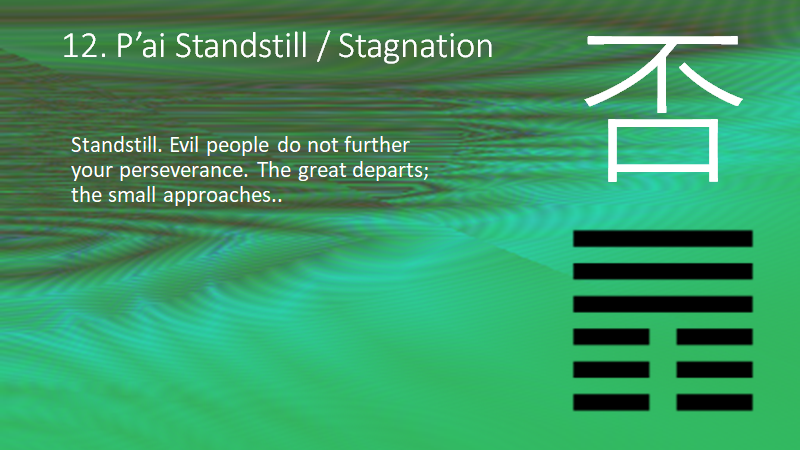 12. P’ai Standstill / Stagnation
否
Standstill. Evil people do not further
your perseverance. The great departs;
the small approaches..